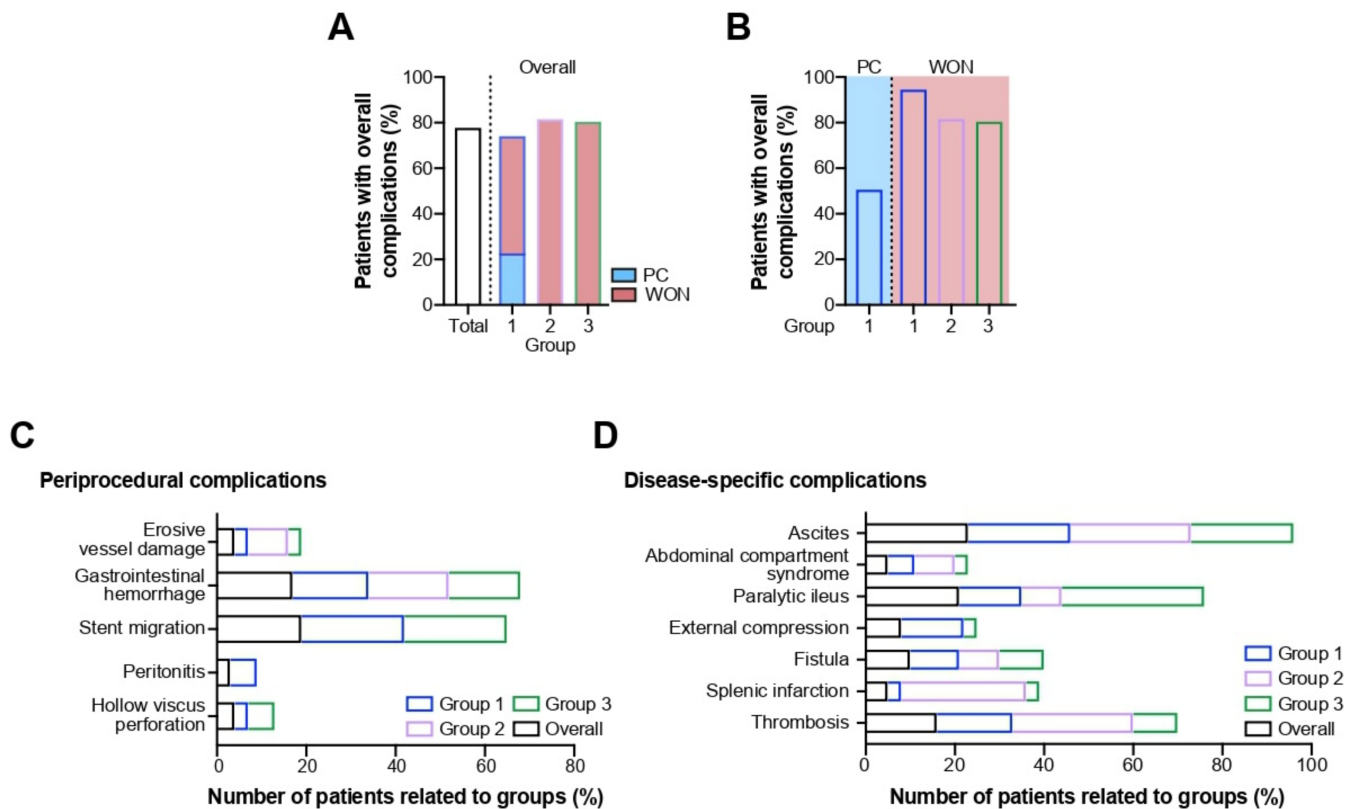 A
Patients with overall
complications (%)
100
80
60
40
20
0
Overall
Total
1
2
3
Group
PC
WON
B
Patients with overall
complications (%)
100
80
60
40
20
0
PC
WON
Group
1
1
2
3
C
Periprocedural complications
Erosive
vessel damage
Gastrointestinal
hemorrhage
Stent migration
Peritonitis
Hollow viscus
perforation
Group 1
Group 3
Group 2
Overall
0
20
40
60
80
Number of patients related to groups (%)
D
Disease-specific complications
Ascites
Abdominal compartment
syndrome
Paralytic ileus
External compression
Fistula
Splenic infarction
Thrombosis
Group 1
Group 2
Group 3
Overall
0
20
40
60
80
100
Number of patients related to groups (%)